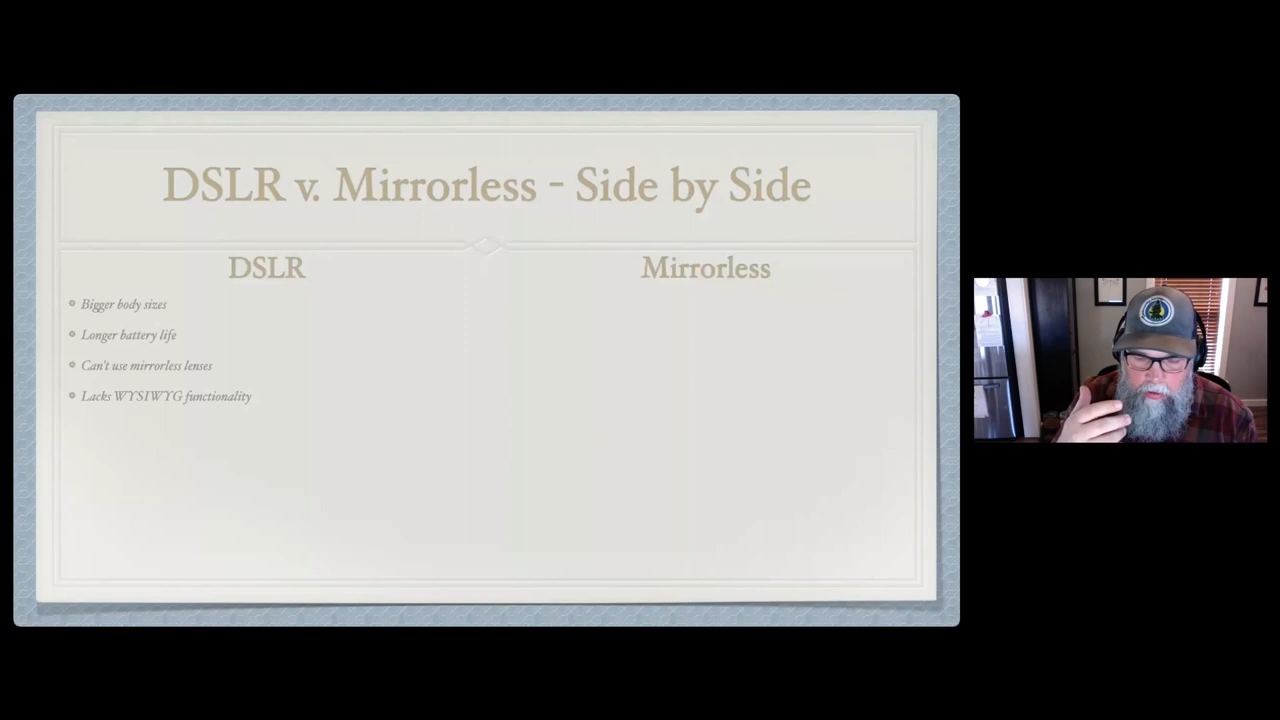 DSLR v. Mirrorless - Side by Side
DSLR
Bigger body sizes
Longer battery life
Can't use mirrorless lenses
Lacks WYSIWYG functionality
Mirrorless